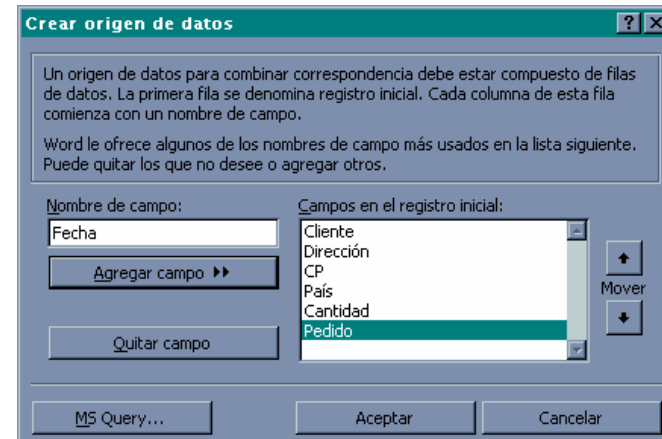 Crear origen de datos
Un origen de datos para combinar correspondencia debe estar compuesto de filas
de datos. La primera fila se denomina registro inicial. Cada columna de esta fila
comienza con un nombre de campo.
Word le ofrece algunos de los nombres de campo más usados en la lista siguiente.
Puede quitar los que no desee o agregar otros.
Nombre de campo:
Fecha
Agregar campo
Quitar campo
Campos en el registro inicial:
Cliente
Dirección
CP
País
Cantidad
Pedido
Mover
MS Query...
Aceptar
Cancelar